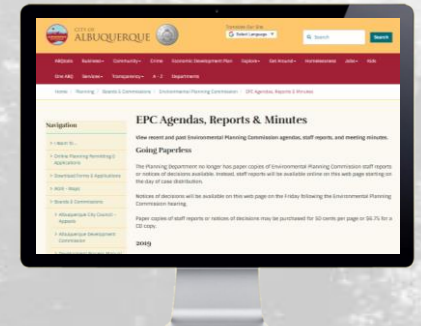 CITY OF
ALBUQUERQUE
Translate Our Site
Select Language
Search
Search
ABQ311 Business Community Crime Economic Development Plan Explore Get Around Homelessness Jobs Kids
One ABQ Services Transparency A - Z Departments
Home / Planning / Boards & Commissions / Environmental Planning Commission / EPC Agendas, Reports & Minutes
Navigation
I Want To...
Online Planning Permitting & Applications
Download Forms & Applications
AGIS - Maps
Boards & Commissions
Albuquerque City Council - Appeals
Albuquerque Development Commission
EPC Agendas, Reports & Minutes
View recent and past Environmental Planning Commission agendas, staff reports, and meeting minutes.
Going Paperless
The Planning Department no longer has paper copies of Environmental Planning Commission staff reports
or notices of decisions available. Instead, staff reports will be available online on this web page starting on
the day of case distribution.
Notices of decisions will be available on this web page on the Friday following the Environmental Planning
Commission hearing.
Paper copies of staff reports or notices of decisions may be purchased for 50 cents per page or $6.71 for a
CD copy.
2019